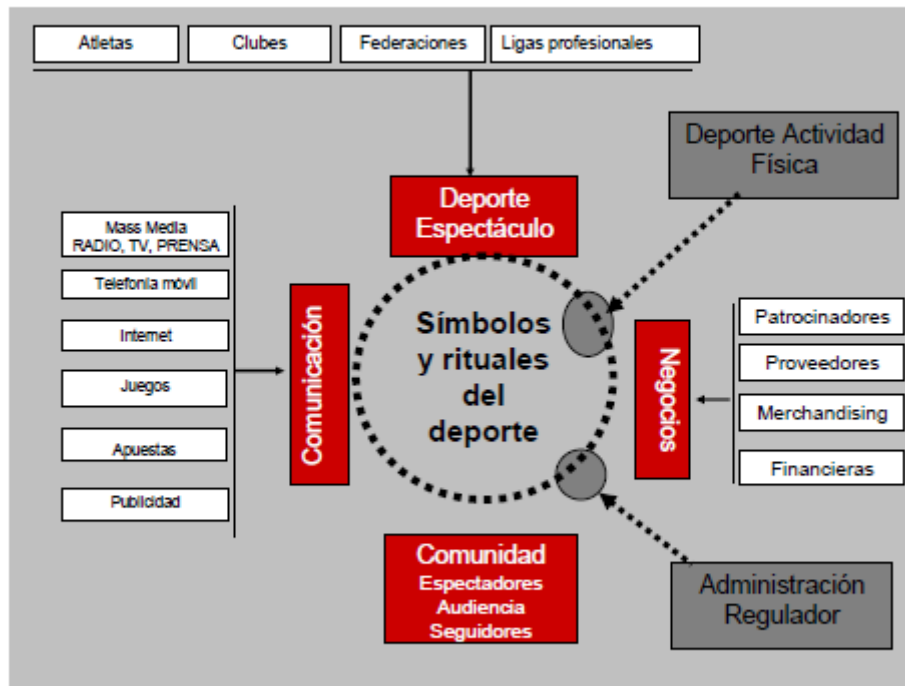 Atletas
Clubes
Federaciones
Ligas profesionales
Deporte Actividad
Física
Deporte
Espectáculo
Mass Media
RADIO, TV, PRENSA
Telefonía móvil
Internet
Juegos
Apuestas
Publicidad
Comunicación
Símbolos
y rituales
del
deporte
Negocios
Patrocinadores
Proveedores
Merchandising
Financieras
Comunidad
Espectadores
Audiencia
Seguidores
Administración
Regulador